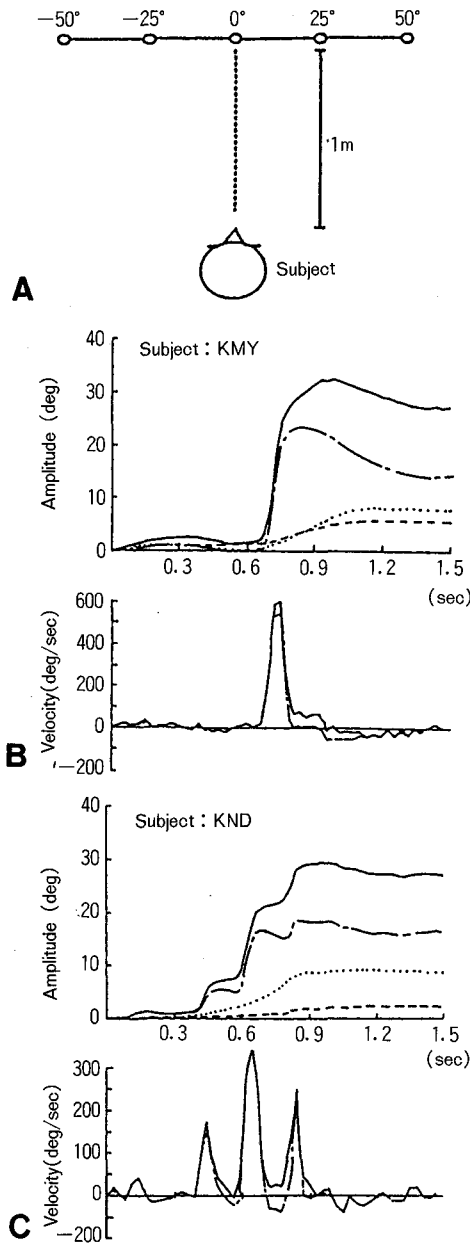 −50° −25° 0° 25° 50°
1m
Subject
A
Subject : KMY
Amplitude (deg)
40
30
20
10
0
0.3 0.6 0.9 1.2 1.5
(sec)
Velocity(deg/sec)
600
400
200
0
−200
B
Subject : KND
Amplitude (deg)
40
30
20
10
0
0.3 0.6 0.9 1.2 1.5
(sec)
Velocity(deg/sec)
300
200
100
0
−200
C